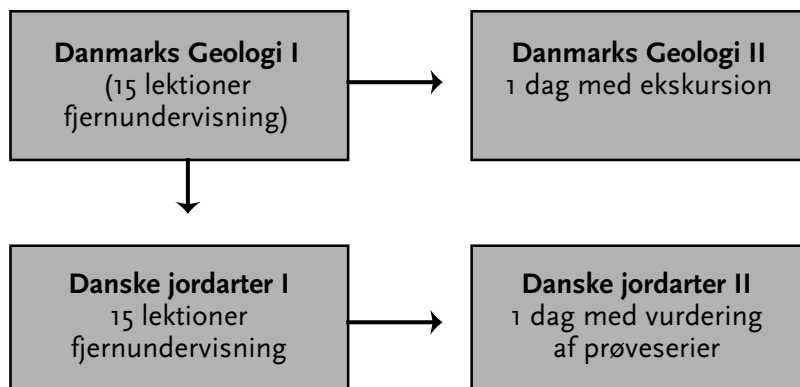 Danmarks Geologi I
(15 lektioner
fjernundervisning)
Danmarks Geologi II
1 dag med ekskursion
Danske jordarter I
15 lektioner
fjernundervisning
Danske jordarter II
1 dag med vurdering
af prøveserier